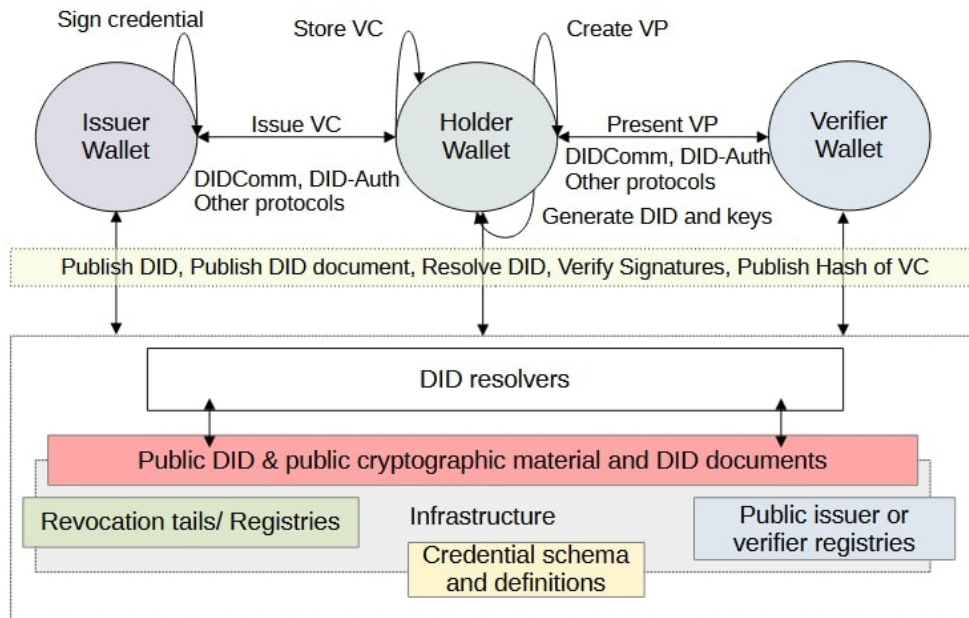 Sign credential
Store VC
Create VP
Issuer
Wallet
Issue VC
Holder
Wallet
Present VP
Verifier
Wallet
DIDComm, DID-Auth
Other protocols
DIDComm, DID-Auth
Other protocols
Generate DID and keys
Publish DID, Publish DID document, Resolve DID, Verify Signatures, Publish Hash of VC
DID resolvers
Public DID & public cryptographic material and DID documents
Revocation tails/ Registries
Infrastructure
Public issuer or
verifier registries
Credential schema
and definitions